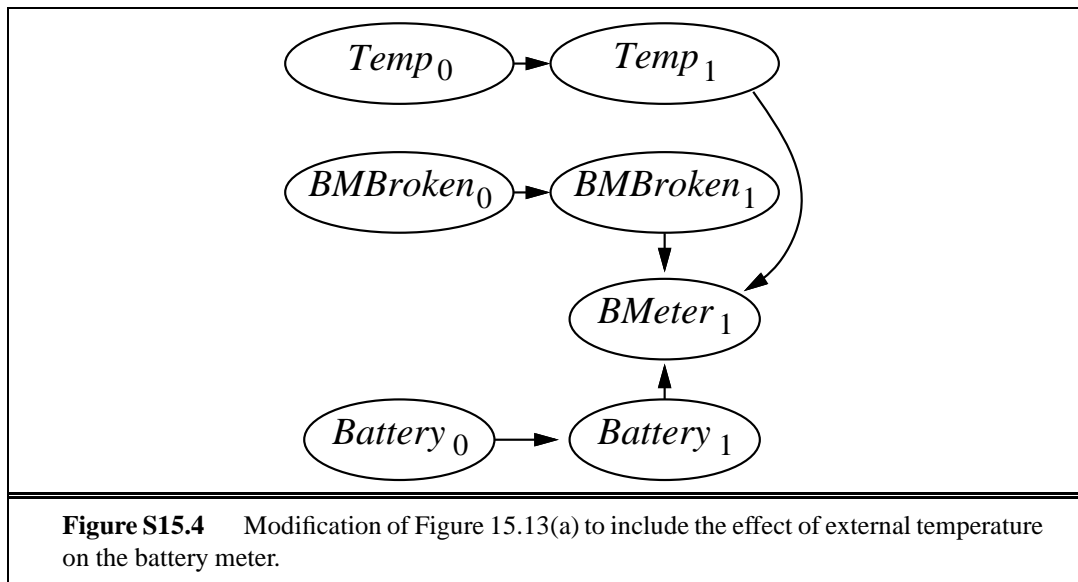 Temp0 Temp1
BMBroken0 BMBroken1
BMeter1
Battery0 Battery1
Figure S15.4 Modification of Figure 15.13(a) to include the effect of external temperature
on the battery meter.